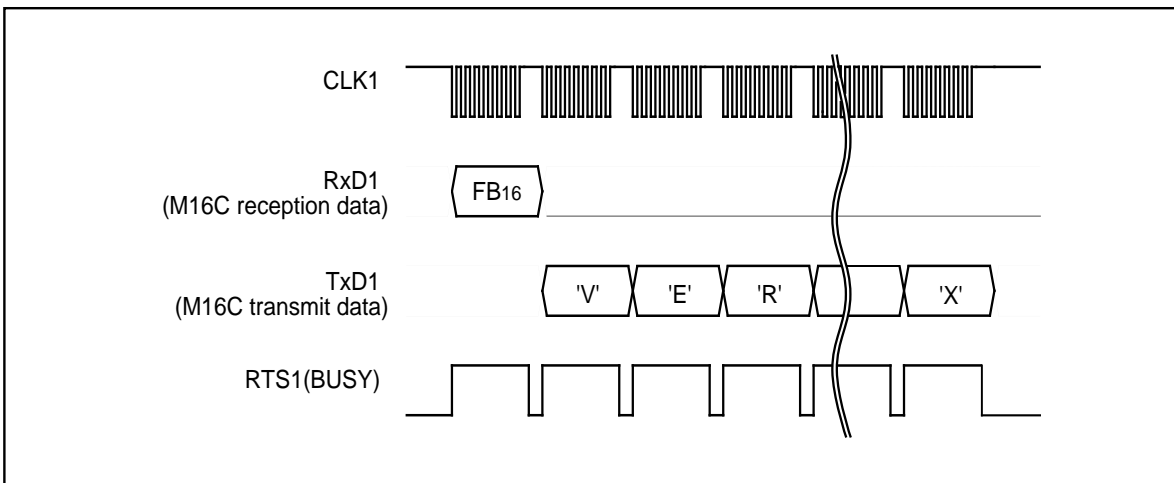 CLK1
RxD1
(M16C reception data)
FB16
TxD1
(M16C transmit data)
'V' 'E' 'R' 'X'
RTS1(BUSY)